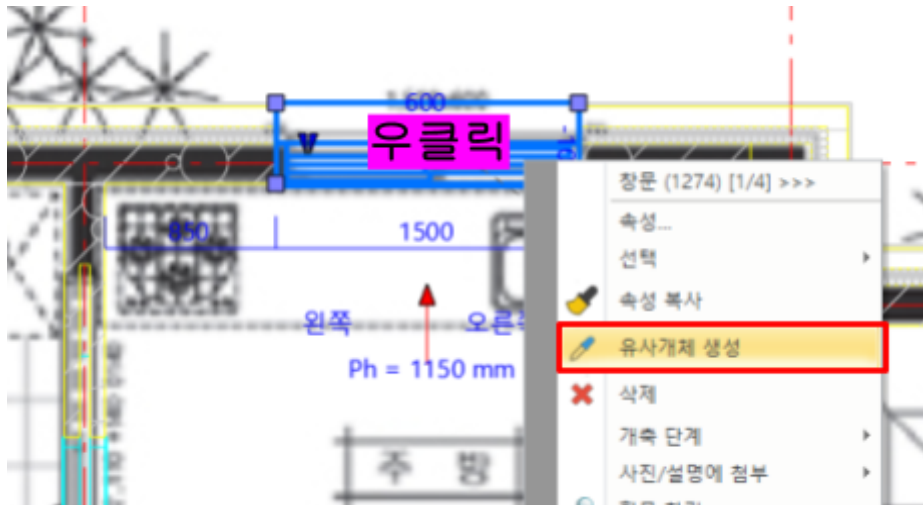 600
우클릭
창문 (1274) [1/4] >>>
속성...
선택
850
1500
속성 복사
왼쪽
유사개체 생성
Ph = 1150 mm
삭제
개축 단계
주 방
사진/설명에 첨부